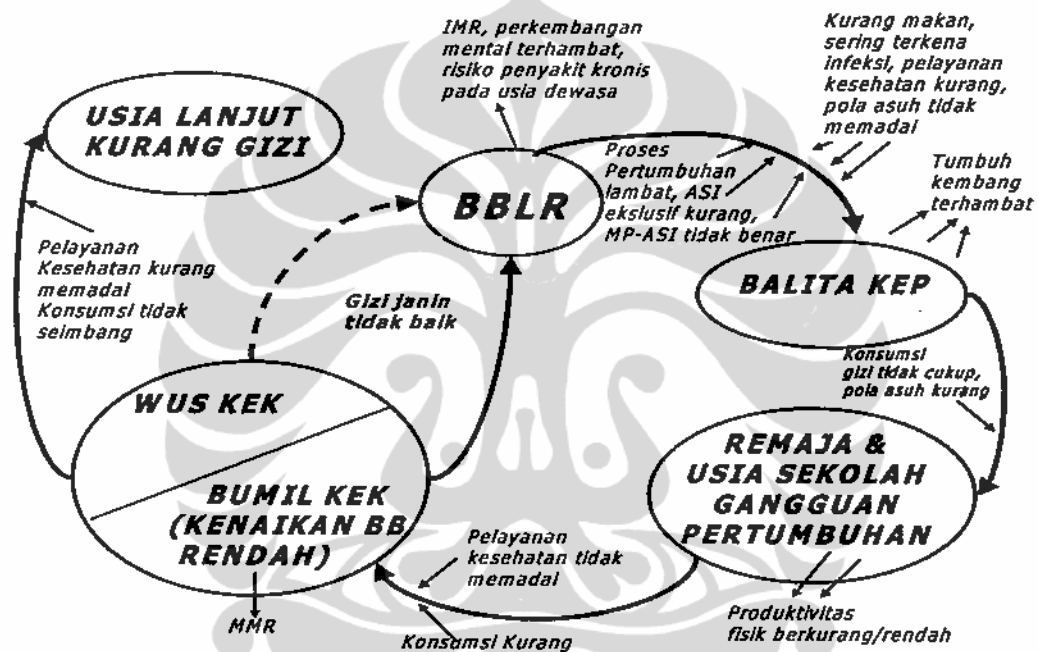 IMR, perkembangan
mental terhambat,
risiko penyakit kronis
pada usia dewasa
Kurang makan,
sering terkena
infeksi, pelayanan
kesehatan kurang,
pola asuh tidak
memadai
USIA LANJUT
KURANG GIZI
BBLR
Proses
Pertumbuhan
lambat, ASI
ekslusif kurang,
MP-ASI tidak benar
Tumbuh
kembang
terhambat
Pelayanan
Kesehatan kurang
memadai
Konsumsi tidak
seimbang
Gizi janin
tidak baik
BALITA KEP
Konsumsi
gizi tidak cukup,
pola asuh kurang
WUS KEK
BUMIL KEK
(KENAIKAN BB
RENDAH)
REMAJA &
USIA SEKOLAH
GANGGUAN
PERTUMBUHAN
Pelayanan
kesehatan tidak
memadai
MMR
Konsumsi Kurang
Produktivitas
fisik berkurang/rendah